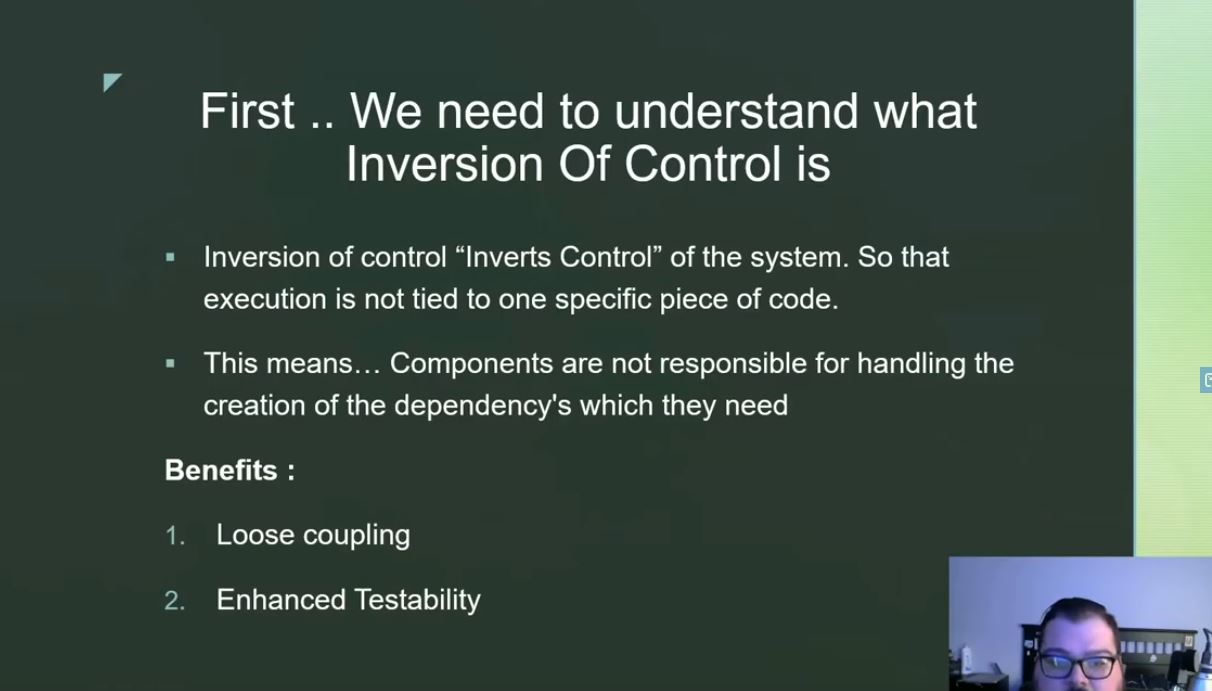 First .. We need to understand what
Inversion Of Control is
▪ Inversion of control “Inverts Control” of the system. So that
execution is not tied to one specific piece of code.
▪ This means… Components are not responsible for handling the
creation of the dependency's which they need
Benefits :
1. Loose coupling
2. Enhanced Testability